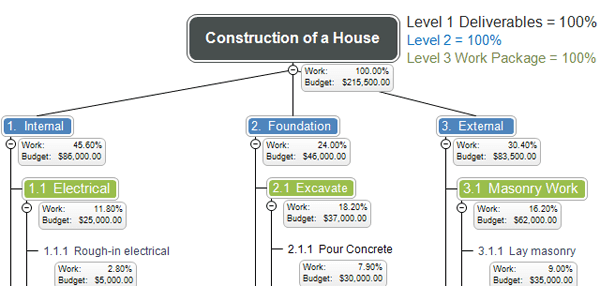 Construction of a House
Level 1 Deliverables = 100%
Level 2 = 100%
Level 3 Work Package = 100%
Work: 100.00%
Budget: $215,500.00
1. Internal
Work: 45.60%
Budget: $86,000.00
2. Foundation
Work: 24.00%
Budget: $46,000.00
3. External
Work: 30.40%
Budget: $83,500.00
1.1 Electrical
Work: 11.80%
Budget: $25,000.00
2.1 Excavate
Work: 18.20%
Budget: $37,000.00
3.1 Masonry Work
Work: 16.20%
Budget: $62,000.00
1.1.1 Rough-in electrical
Work: 2.80%
Budget: $5,000.00
2.1.1 Pour Concrete
Work: 7.90%
Budget: $30,000.00
3.1.1 Lay masonry
Work: 9.00%
Budget: $35,000.00